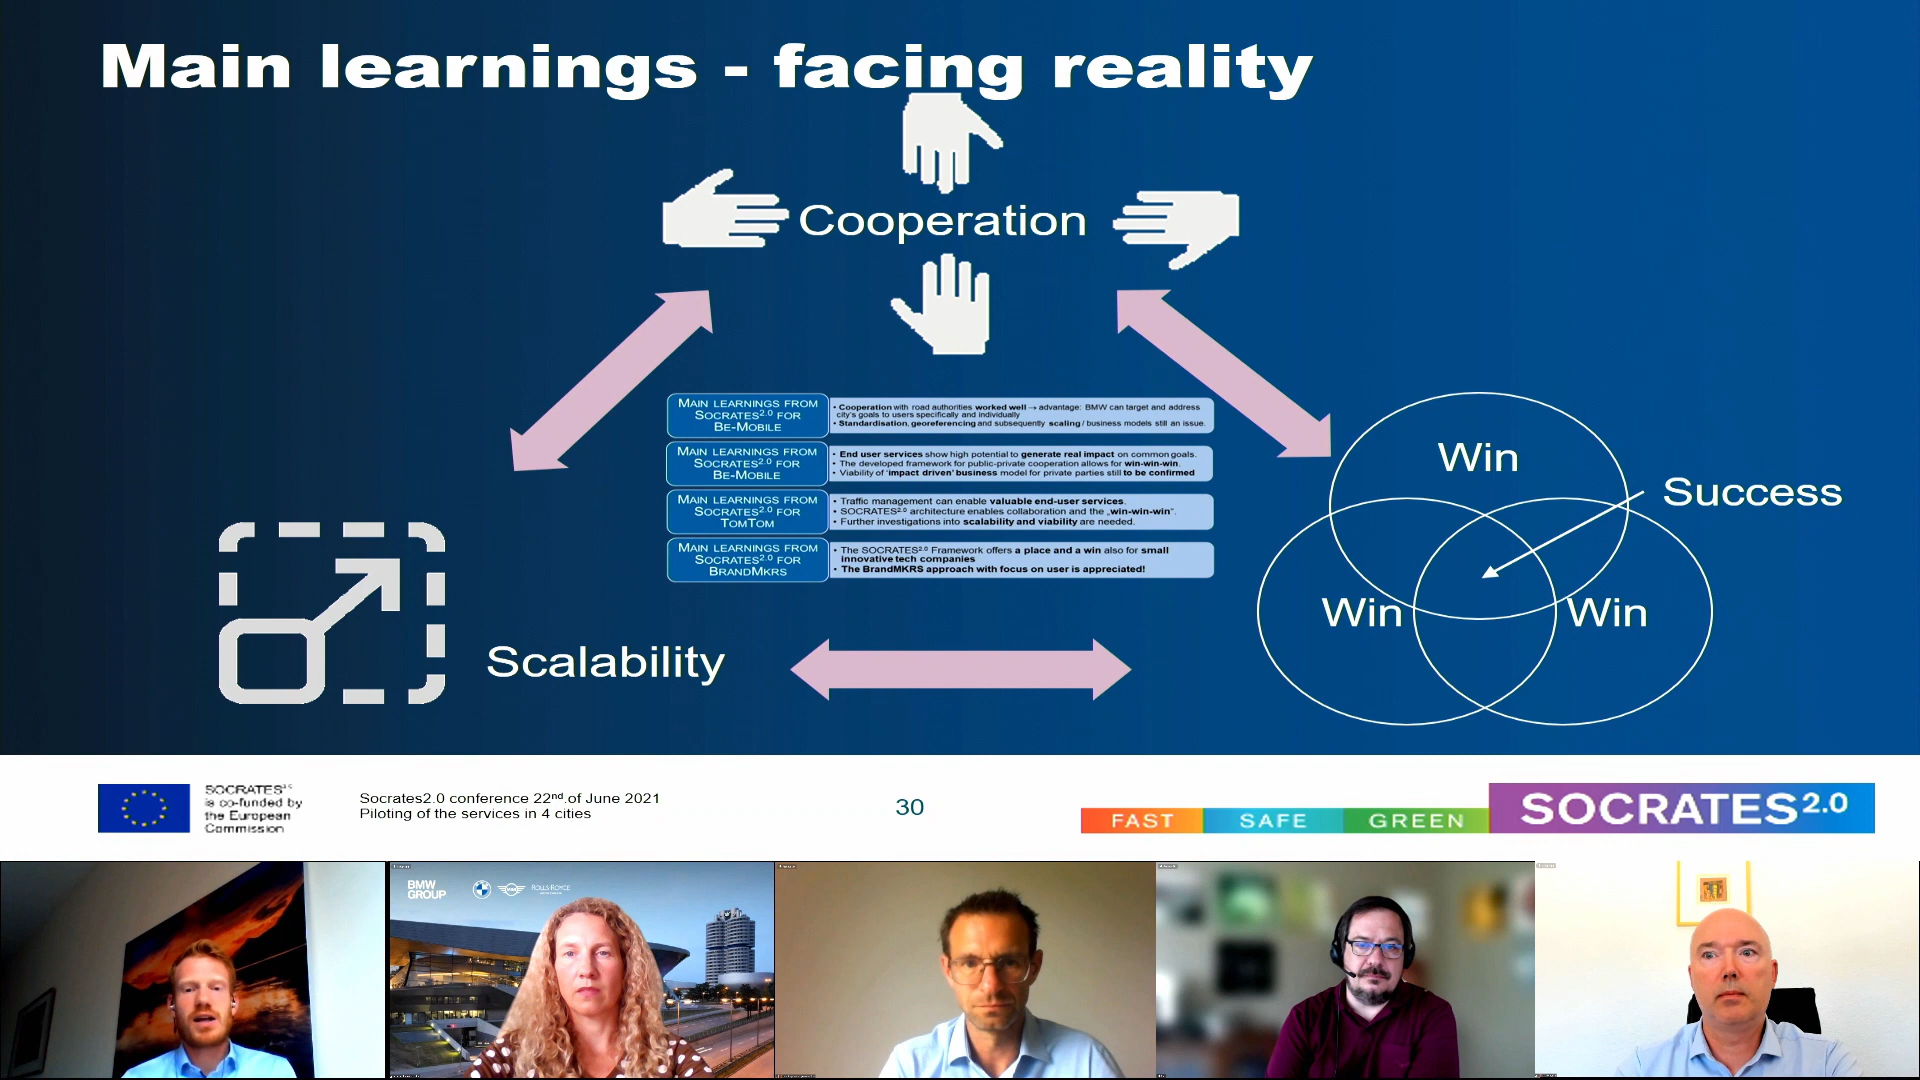 Main learnings - facing reality
Cooperation
MAIN LEARNINGS FROM
SOCRATES2.0 FOR
BE-MOBILE
• Cooperation with road authorities worked well → advantage: BMW can target and address
city's goals to users specifically and individually
• Standardisation, georeferencing and subsequently scaling / business models still an issue.
MAIN LEARNINGS FROM
SOCRATES2.0 FOR
BE-MOBILE
• End user services show high potential to generate real impact on common goals.
• The developed framework for public-private cooperation allows for win-win-win.
• Viability of 'impact driven' business model for private parties still to be confirmed
MAIN LEARNINGS FROM
SOCRATES2.0 FOR
TOMTOM
• Traffic management can enable valuable end-user services.
• SOCRATES2.0 architecture enables collaboration and the „win-win-win“.
• Further investigations into scalability and viability are needed.
MAIN LEARNINGS FROM
SOCRATES2.0 FOR
BRANDMKRS
• The SOCRATES2.0 Framework offers a place and a win also for small
innovative tech companies
• The BrandMKRS approach with focus on user is appreciated!
Win
Success
Win
Win
Scalability
SOCRATES2.0
is co-funded by
the European
Commission
Socrates2.0 conference 22nd of June 2021
Piloting of the services in 4 cities
30
FAST SAFE GREEN SOCRATES2.0
BMW
GROUP
ROLLS-ROYCE